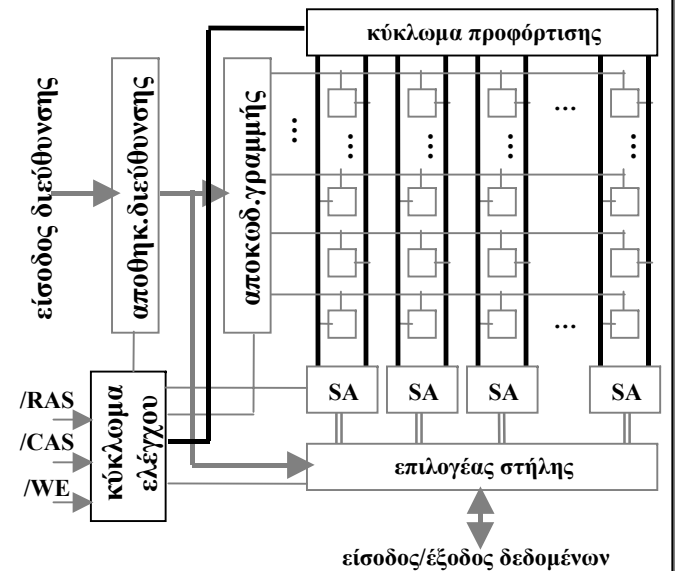 κύκλωμα προφόρτισης
είσοδος διεύθυνσης
αποθηκ.διεύθυνσης
αποκωδ.γραμμής
...
...
...
...
...
...
...
/RAS
/CAS
/WE
κύκλωμα
ελέγχου
SA
SA
SA
SA
επιλογέας στήλης
είσοδος/έξοδος δεδομένων